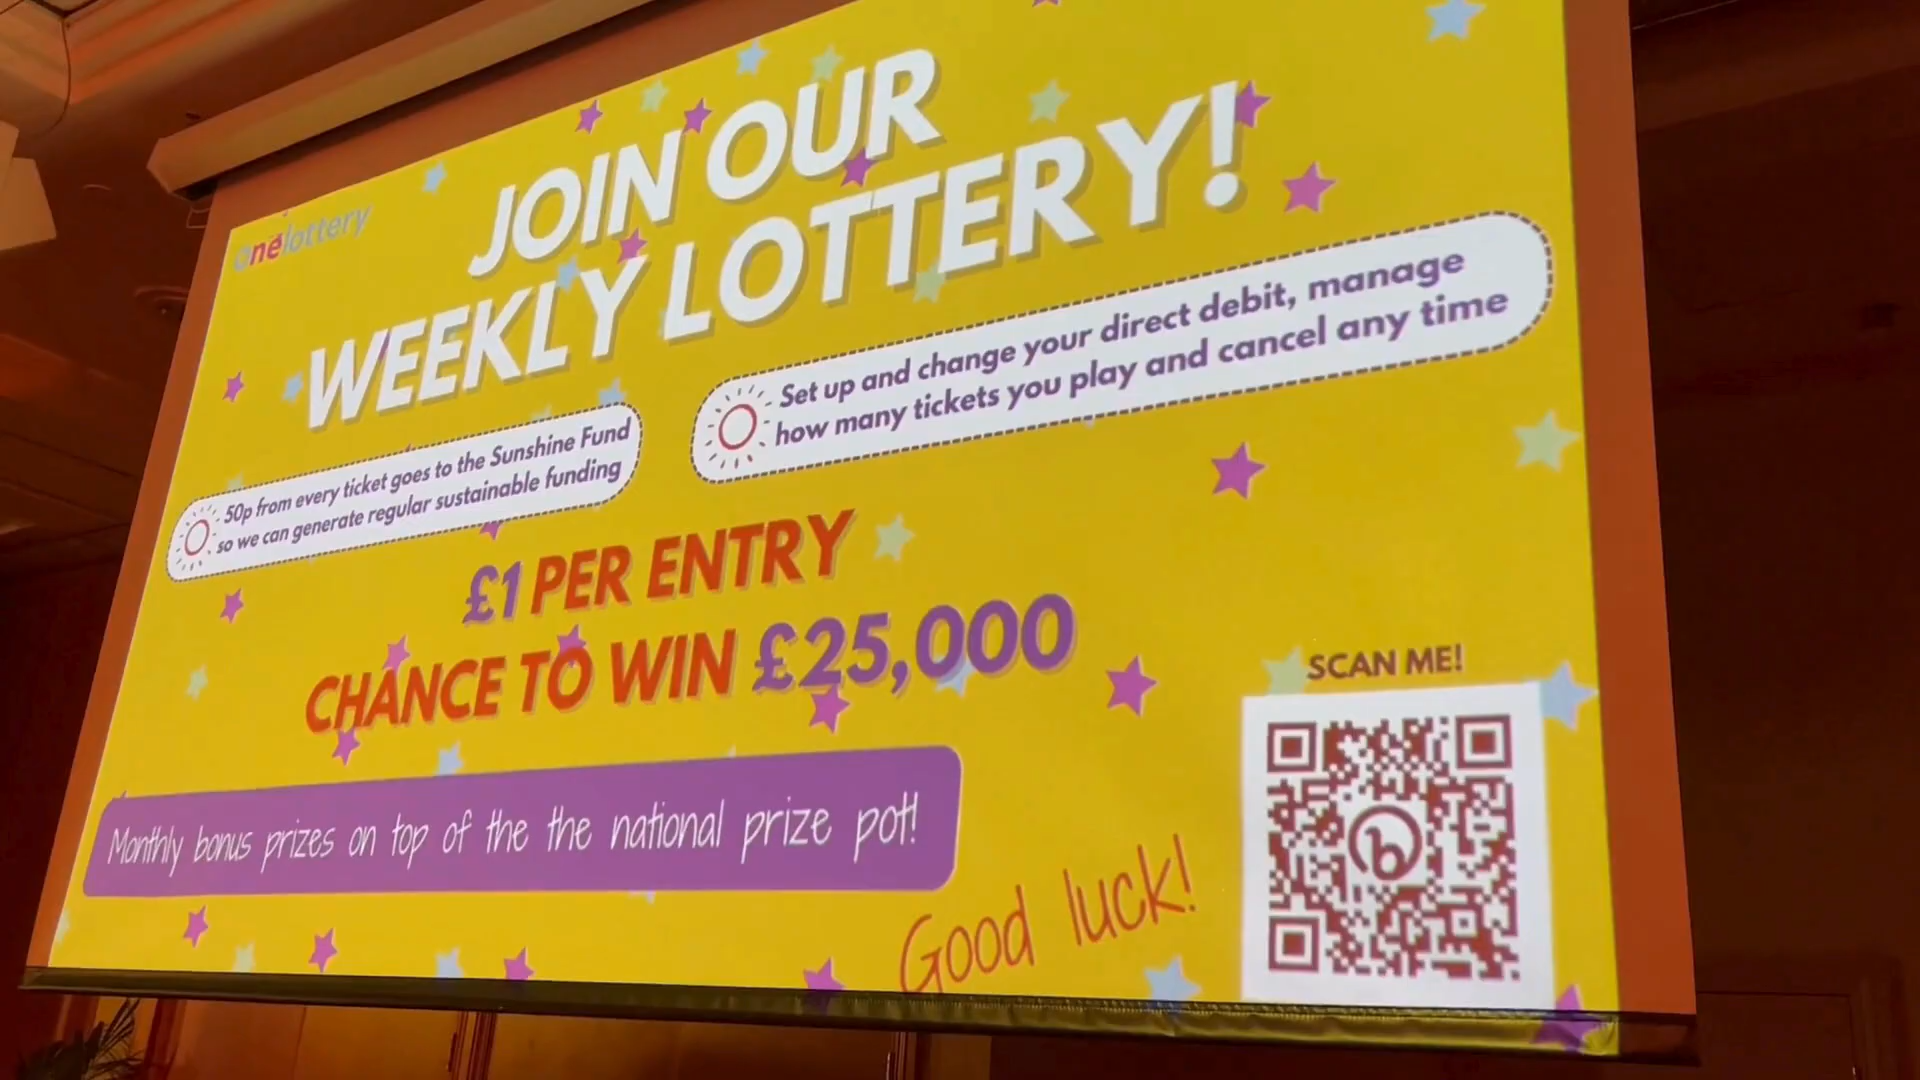 onelottery
JOIN OUR
WEEKLY LOTTERY!
50p from every ticket goes to the Sunshine Fund
so we can generate regular sustainable funding
Set up and change your direct debit, manage
how many tickets you play and cancel any time
£1 PER ENTRY
CHANCE TO WIN £25,000
Monthly bonus prizes on top of the the national prize pot!
Good luck!
SCAN ME!
b